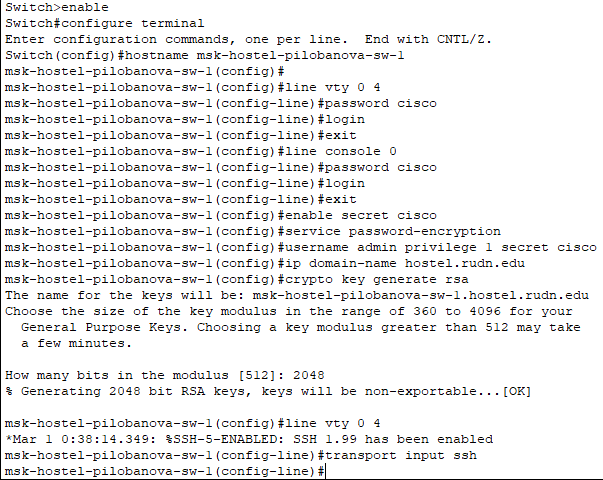 Switch>enable
Switch#configure terminal
Enter configuration commands, one per line.  End with CNTL/Z.
Switch(config)#hostname msk-hostel-pilobanova-sw-1
msk-hostel-pilobanova-sw-1(config)#
msk-hostel-pilobanova-sw-1(config)#line vty 0 4
msk-hostel-pilobanova-sw-1(config-line)#password cisco
msk-hostel-pilobanova-sw-1(config-line)#login
msk-hostel-pilobanova-sw-1(config-line)#exit
msk-hostel-pilobanova-sw-1(config)#line console 0
msk-hostel-pilobanova-sw-1(config-line)#password cisco
msk-hostel-pilobanova-sw-1(config-line)#login
msk-hostel-pilobanova-sw-1(config-line)#exit
msk-hostel-pilobanova-sw-1(config)#enable secret cisco
msk-hostel-pilobanova-sw-1(config)#service password-encryption
msk-hostel-pilobanova-sw-1(config)#username admin privilege 1 secret cisco
msk-hostel-pilobanova-sw-1(config)#ip domain-name hostel.rudn.edu
msk-hostel-pilobanova-sw-1(config)#crypto key generate rsa
The name for the keys will be: msk-hostel-pilobanova-sw-1.hostel.rudn.edu
Choose the size of the key modulus in the range of 360 to 4096 for your
  General Purpose Keys. Choosing a key modulus greater than 512 may take
  a few minutes.

How many bits in the modulus [512]: 2048
% Generating 2048 bit RSA keys, keys will be non-exportable...[OK]

msk-hostel-pilobanova-sw-1(config)#line vty 0 4
*Mar 1 0:38:14.349: %SSH-5-ENABLED: SSH 1.99 has been enabled
msk-hostel-pilobanova-sw-1(config-line)#transport input ssh
msk-hostel-pilobanova-sw-1(config-line)#